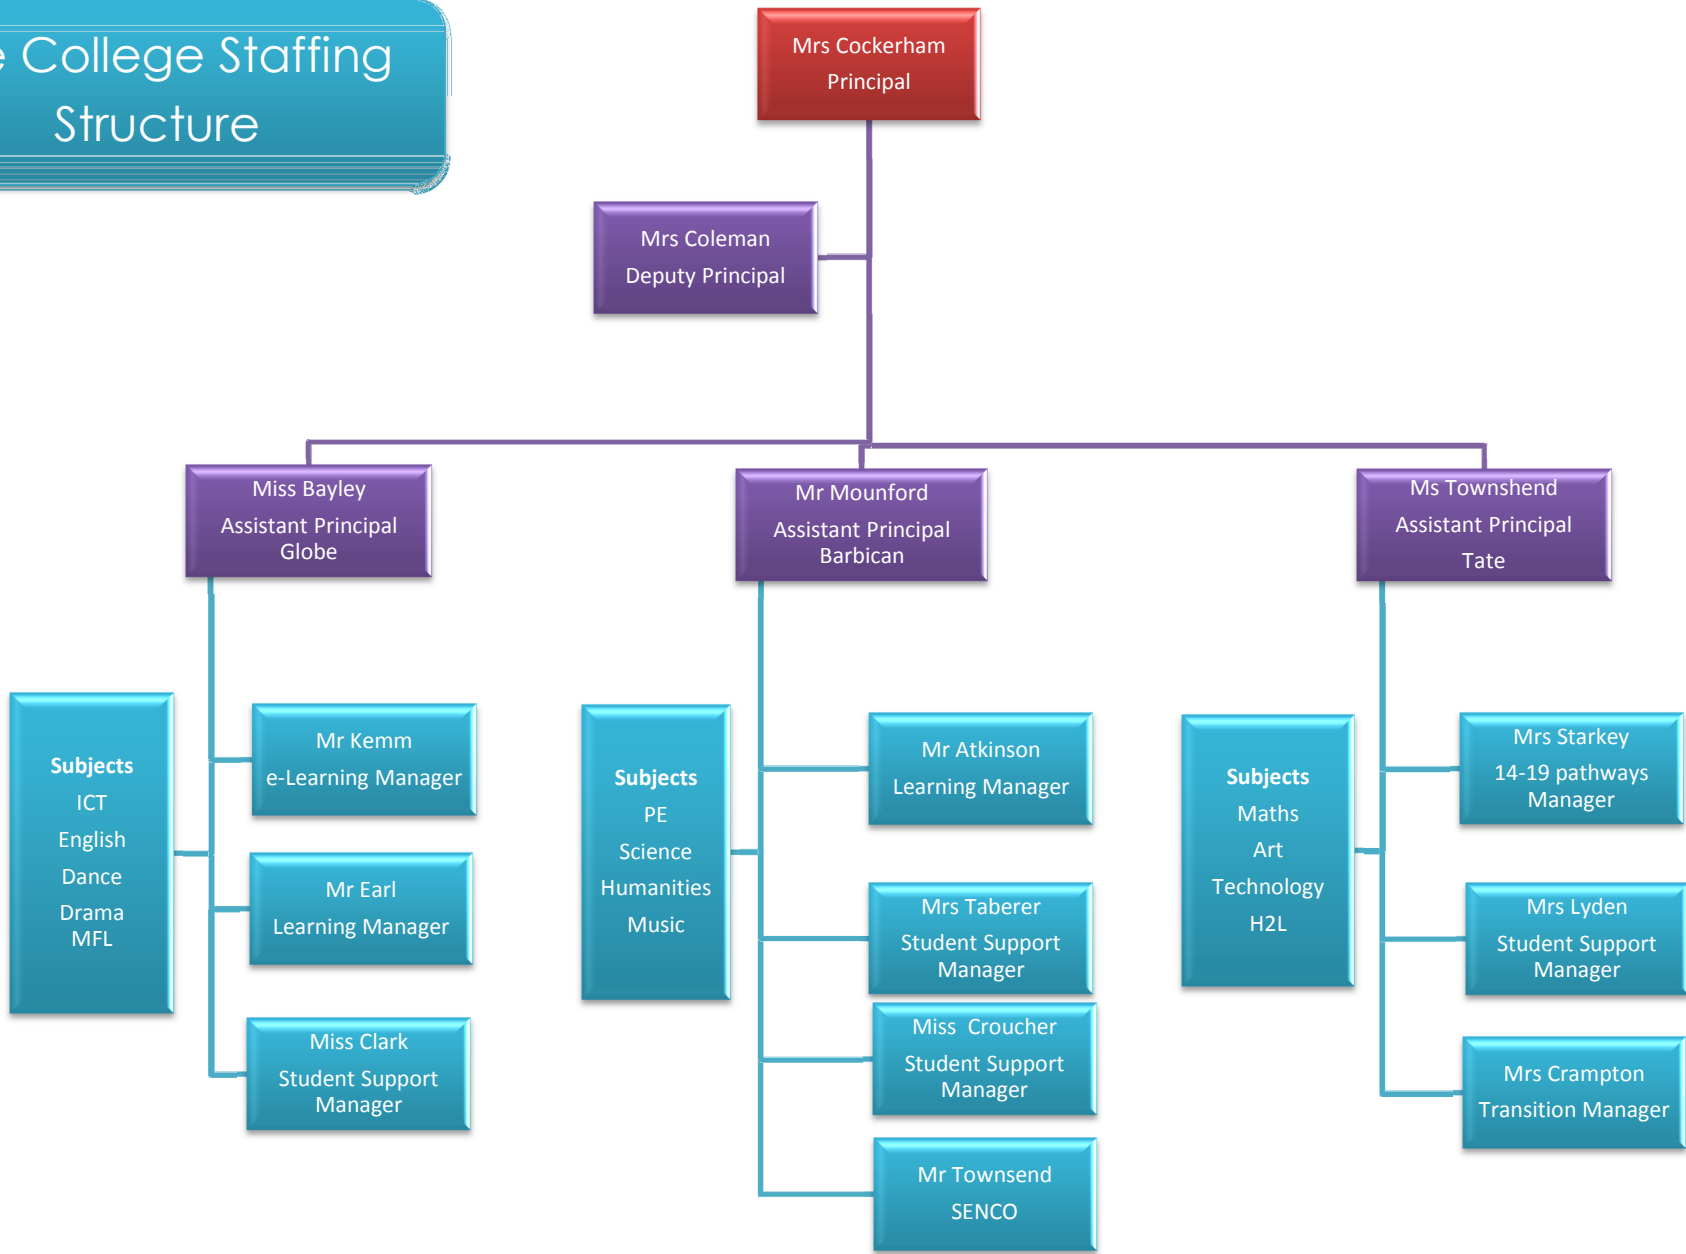 College Staffing
Structure
Mrs Cockerham
Principal
Mrs Coleman
Deputy Principal
Miss Bayley
Assistant Principal
Globe
Mr Mounford
Assistant Principal
Barbican
Ms Townshend
Assistant Principal
Tate
Subjects
ICT
English
Dance
Drama
MFL
Mr Kemm
e-Learning Manager
Mr Earl
Learning Manager
Miss Clark
Student Support
Manager
Subjects
PE
Science
Humanities
Music
Mr Atkinson
Learning Manager
Mrs Taberer
Student Support
Manager
Miss Croucher
Student Support
Manager
Mr Townsend
SENCO
Subjects
Maths
Art
Technology
H2L
Mrs Starkey
14-19 pathways
Manager
Mrs Lyden
Student Support
Manager
Mrs Crampton
Transition Manager